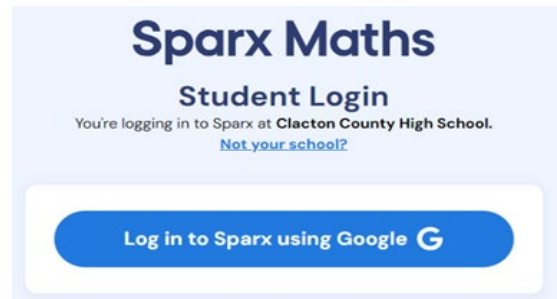 Sparx Maths
Student Login
You're logging in to Sparx at Clacton County High School.
Not your school?
Log in to Sparx using Google G